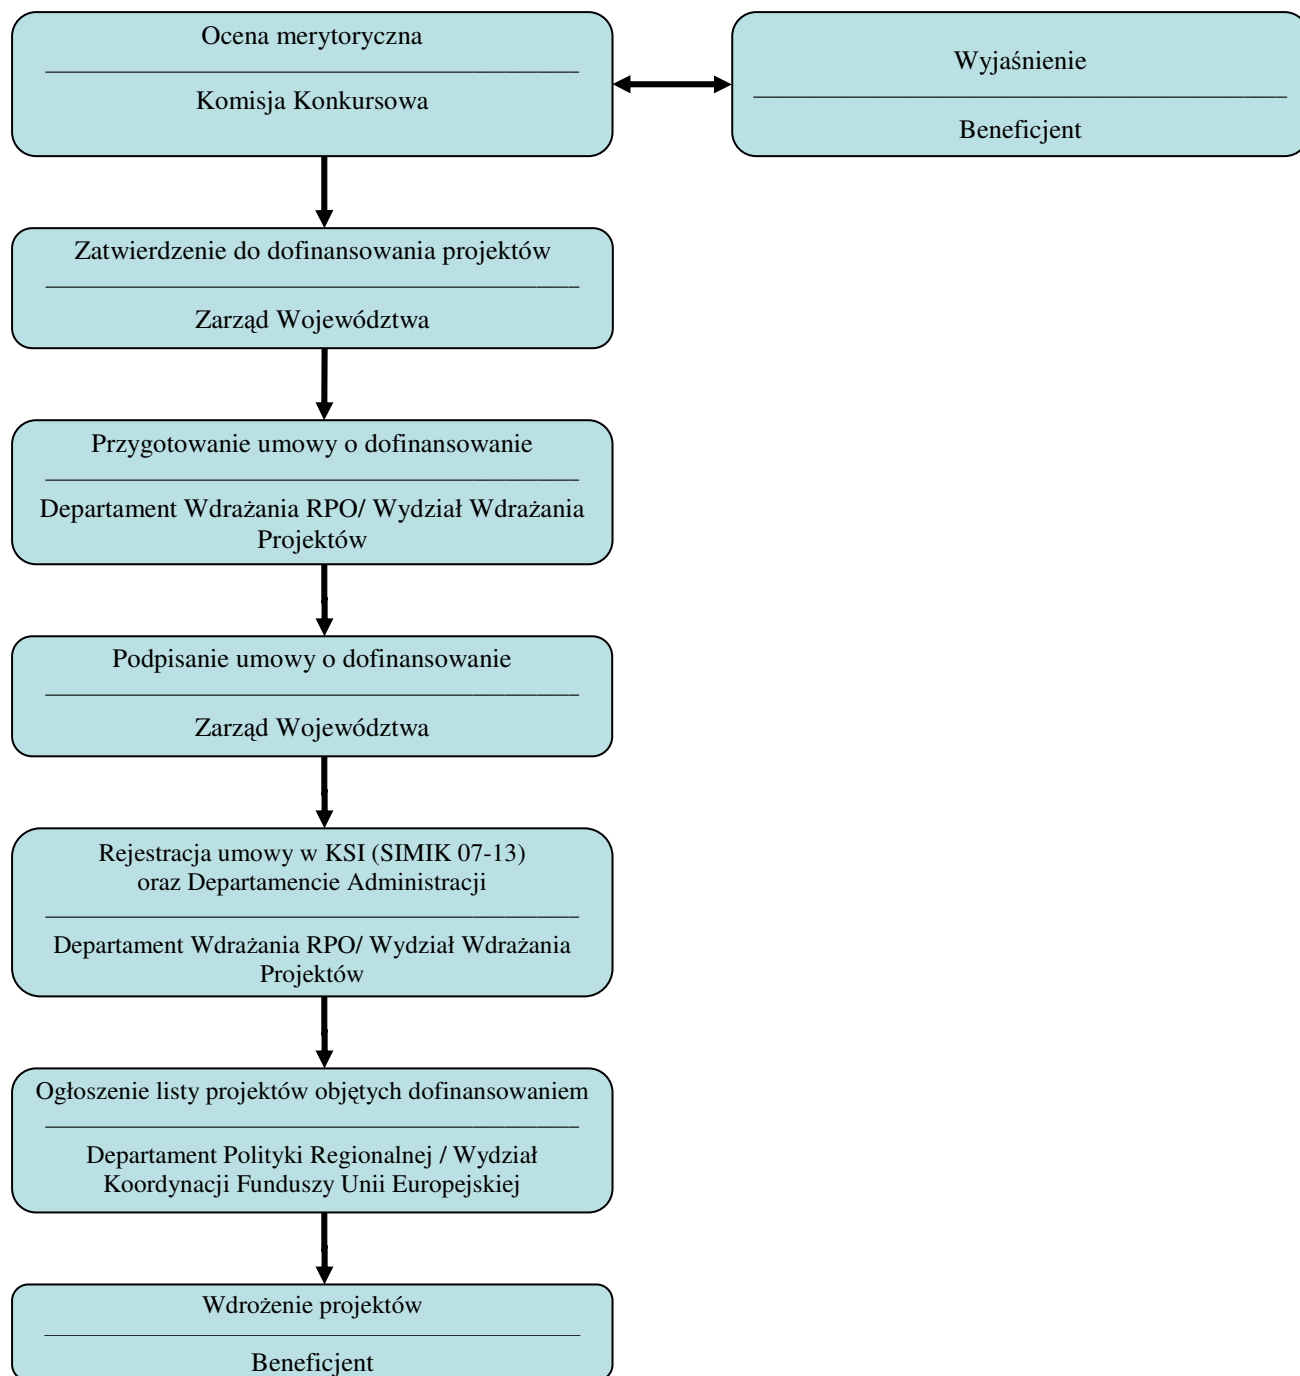 Ocena merytoryczna
Komisja Konkursowa
Wyjaśnienie
Beneficjent
Zatwierdzenie do dofinansowania projektów
Zarząd Województwa
Przygotowanie umowy o dofinansowanie
Departament Wdrażania RPO/ Wydział Wdrażania
Projektów
Podpisanie umowy o dofinansowanie
Zarząd Województwa
Rejestracja umowy w KSI (SIMIK 07-13)
oraz Departamencie Administracji
Departament Wdrażania RPO/ Wydział Wdrażania
Projektów
Ogłoszenie listy projektów objętych dofinansowaniem
Departament Polityki Regionalnej / Wydział
Koordynacji Funduszy Unii Europejskiej
Wdrożenie projektów
Beneficjent